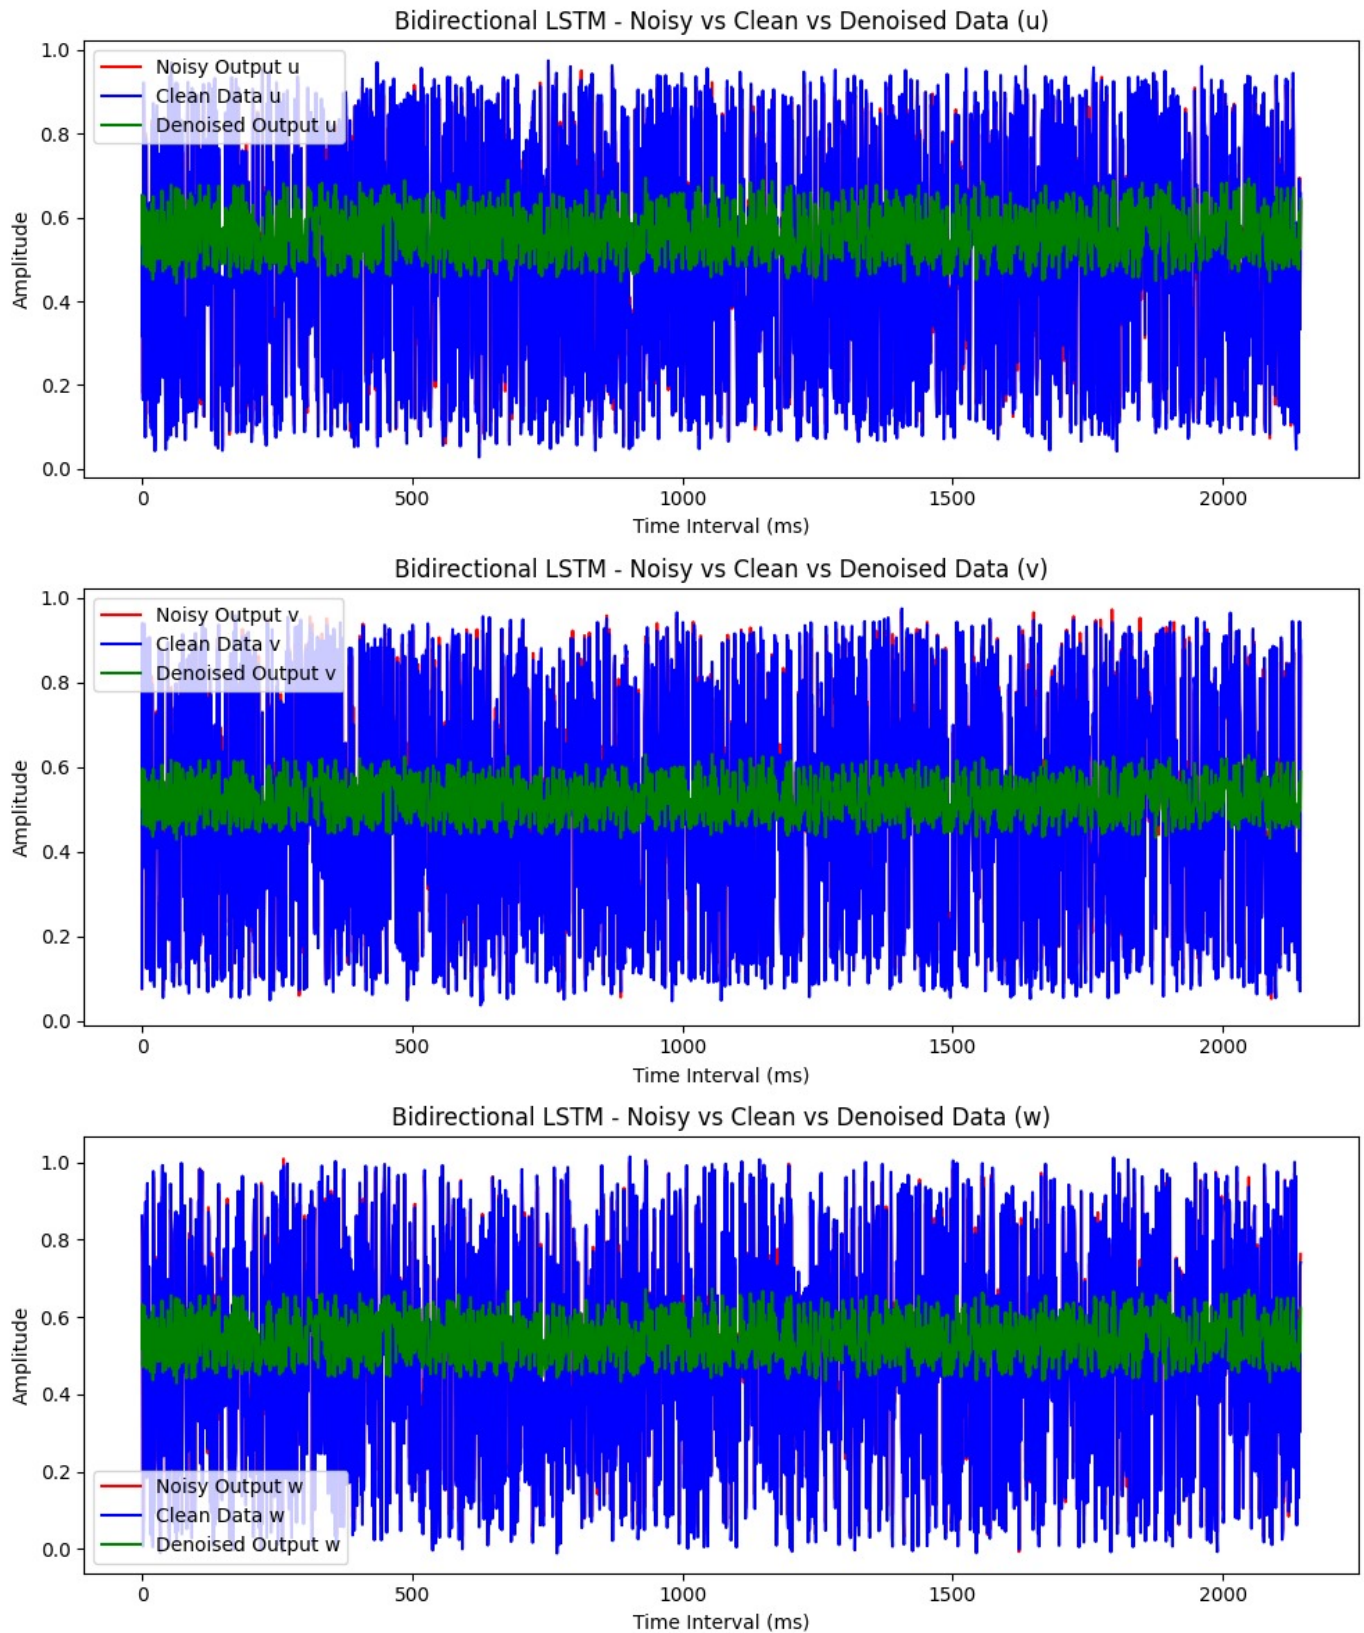 Bidirectional LSTM - Noisy vs Clean vs Denoised Data (u)
1.0
0.8
0.6
0.4
0.2
0.0
Amplitude
Noisy Output u
Clean Data u
Denoised Output u
0 500 1000 1500 2000
Time Interval (ms)
Bidirectional LSTM - Noisy vs Clean vs Denoised Data (v)
1.0
0.8
0.6
0.4
0.2
0.0
Amplitude
Noisy Output v
Clean Data v
Denoised Output v
0 500 1000 1500 2000
Time Interval (ms)
Bidirectional LSTM - Noisy vs Clean vs Denoised Data (w)
1.0
0.8
0.6
0.4
0.2
0.0
Amplitude
Noisy Output w
Clean Data w
Denoised Output w
0 500 1000 1500 2000
Time Interval (ms)